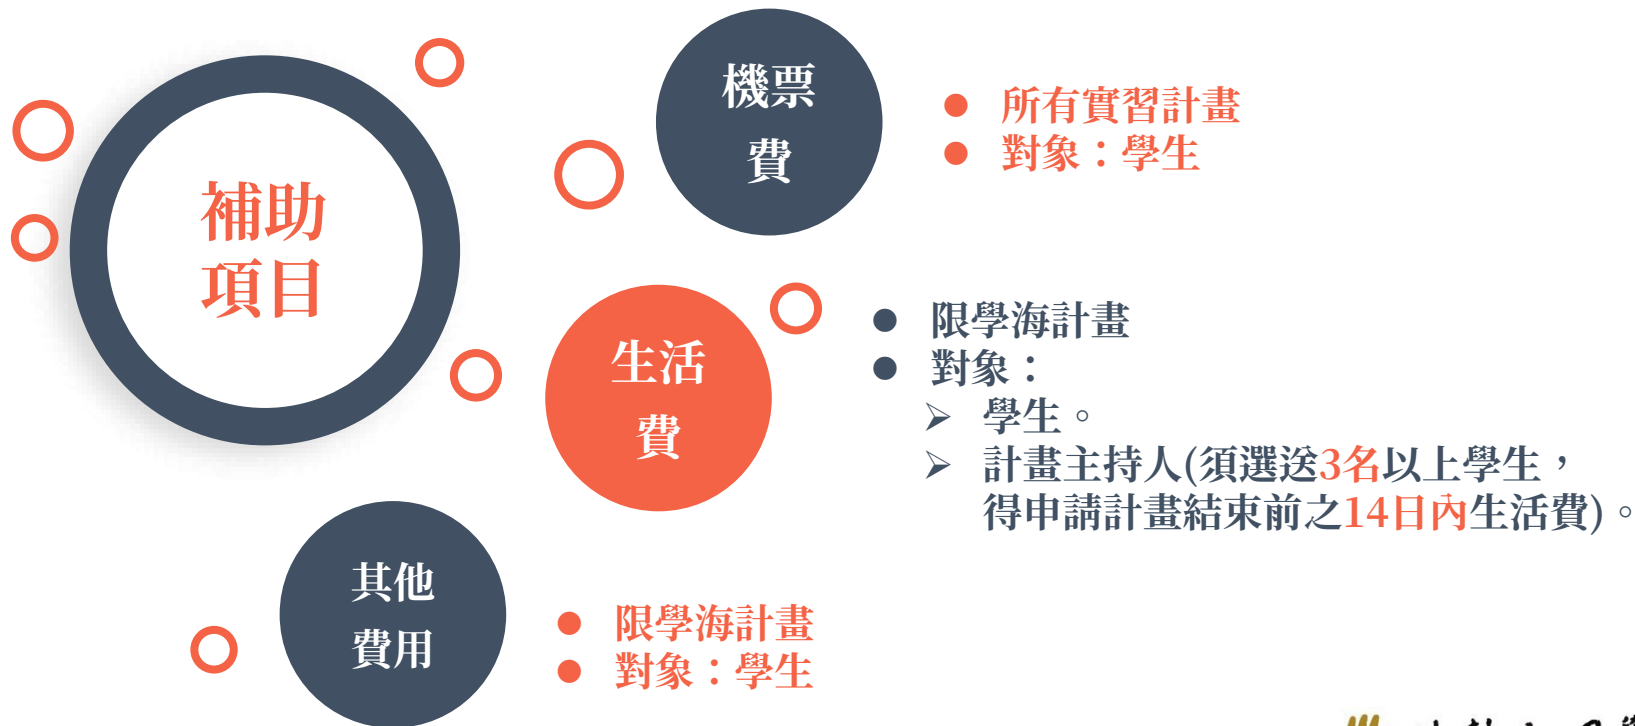 補助
項目
機票
費
● 所有實習計畫
● 對象：學生
生活
費
● 限學海計畫
● 對象：
➢ 學生。
➢ 計畫主持人(須選送3名以上學生，
得申請計畫結束前之14日內生活費)。
其他
費用
● 限學海計畫
● 對象：學生